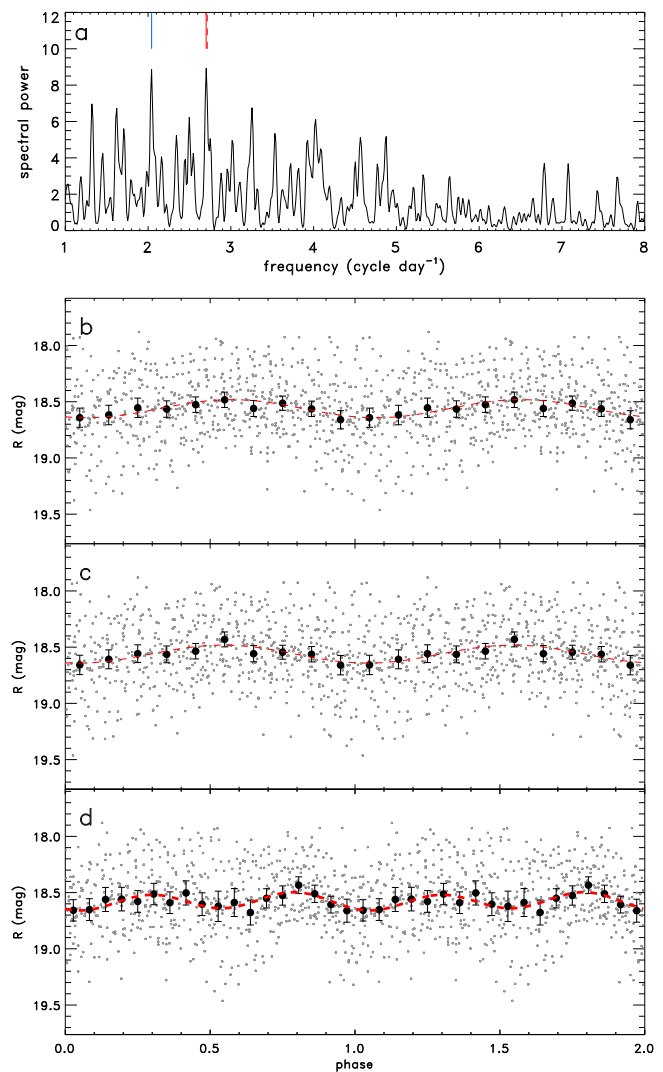 a
12
10
8
6
4
2
0
spectral power
1 2 3 4 5 6 7 8
frequency (cycle day⁻¹)
b
18.0
18.5
19.0
19.5
R (mag)
c
18.0
18.5
19.0
19.5
R (mag)
d
18.0
18.5
19.0
19.5
R (mag)
0.0 0.5 1.0 1.5 2.0
phase